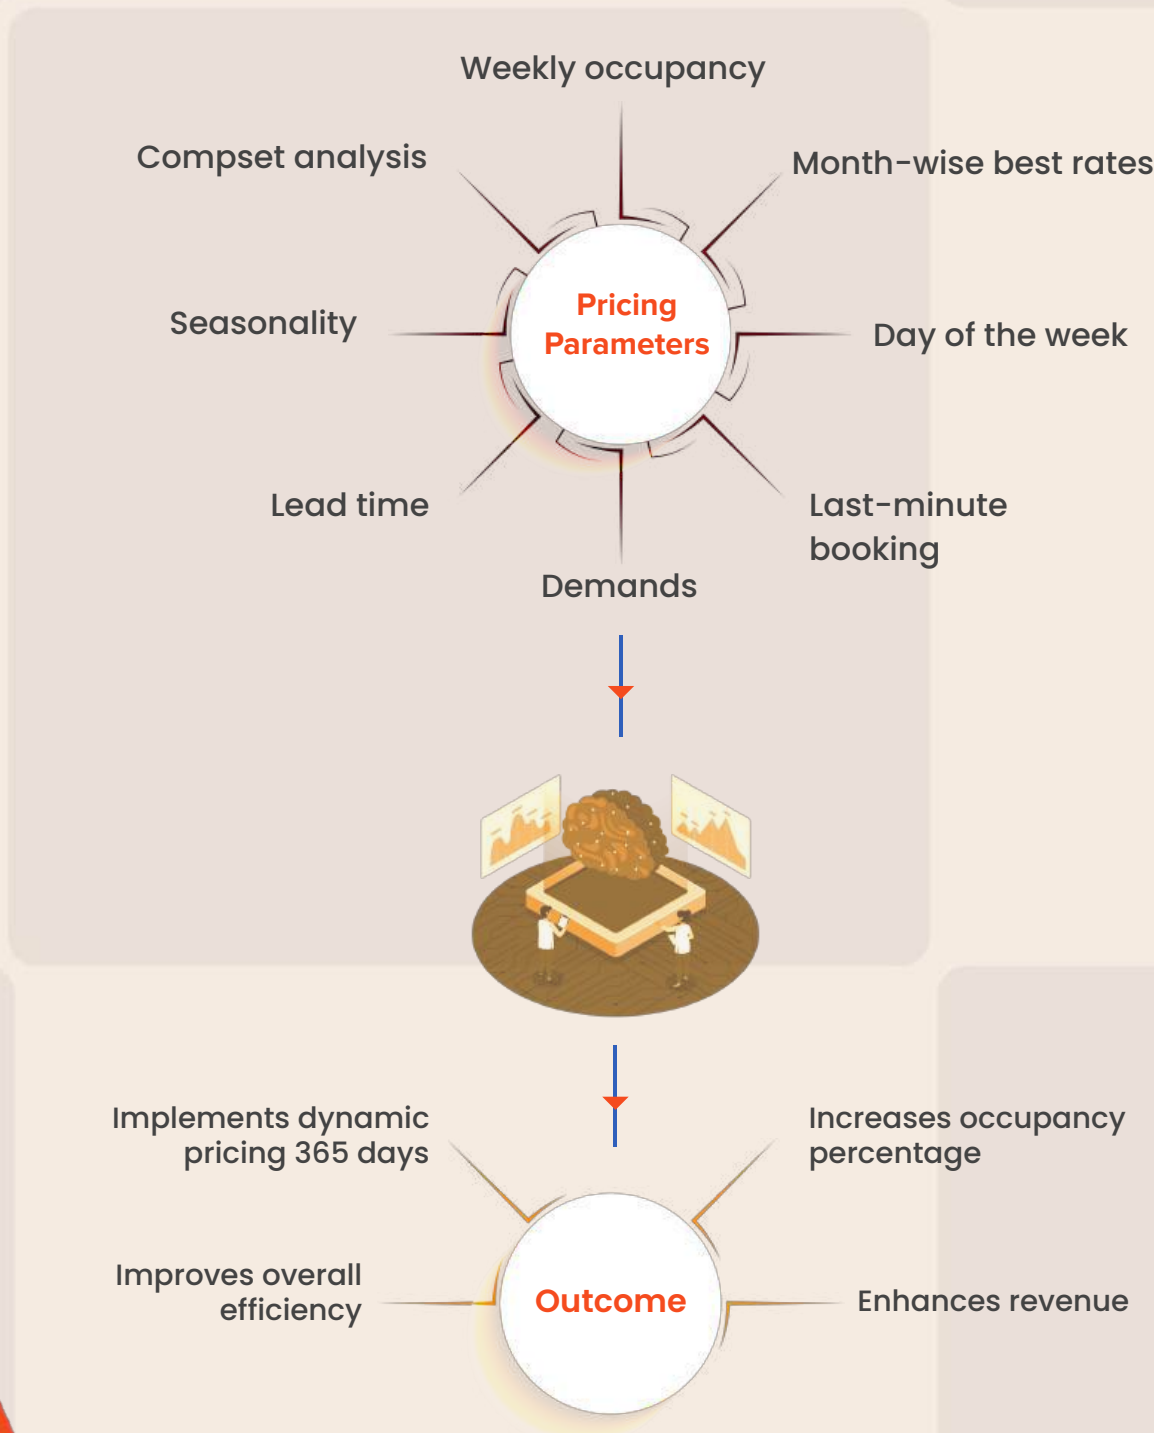 Weekly occupancy
Compset analysis
Month-wise best rates
Pricing
Parameters
Seasonality
Day of the week
Lead time
Last-minute
booking
Demands
Implements dynamic
pricing 365 days
Increases occupancy
percentage
Improves overall
efficiency
Outcome
Enhances revenue